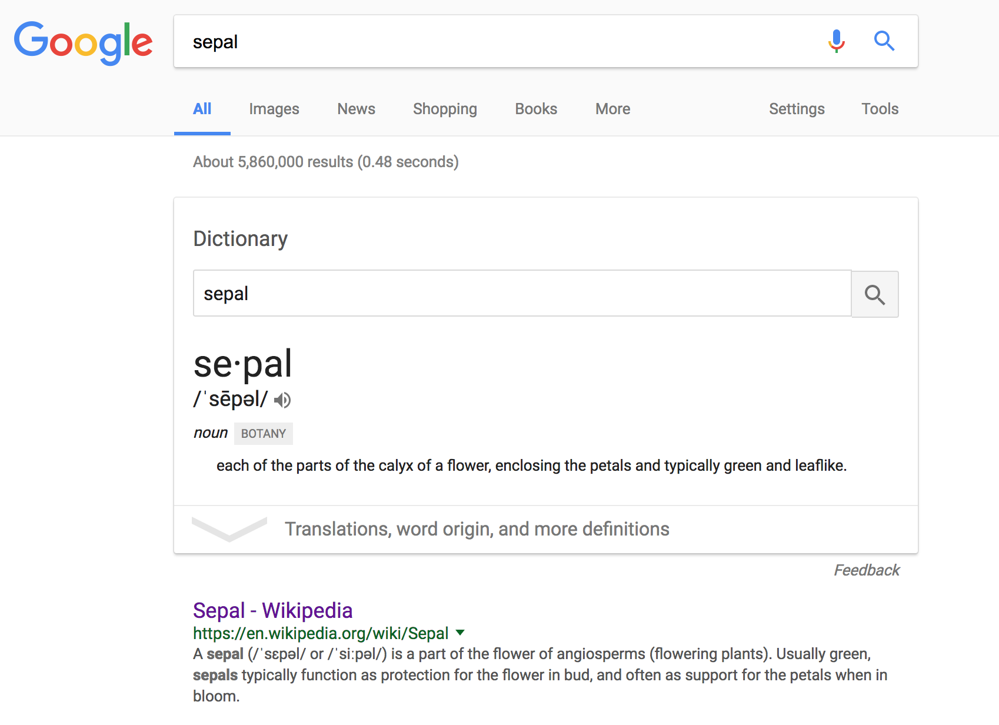 Google
sepal
All Images News Shopping Books More Settings Tools
About 5,860,000 results (0.48 seconds)
Dictionary
sepal
se·pal
/ˈsēpəl/
noun BOTANY
each of the parts of the calyx of a flower, enclosing the petals and typically green and leaflike.
Translations, word origin, and more definitions
Feedback
Sepal - Wikipedia
https://en.wikipedia.org/wiki/Sepal
A sepal (/ˈsɛpəl/ or /ˈsiːpəl/) is a part of the flower of angiosperms (flowering plants). Usually green,
sepals typically function as protection for the flower in bud, and often as support for the petals when in
bloom.